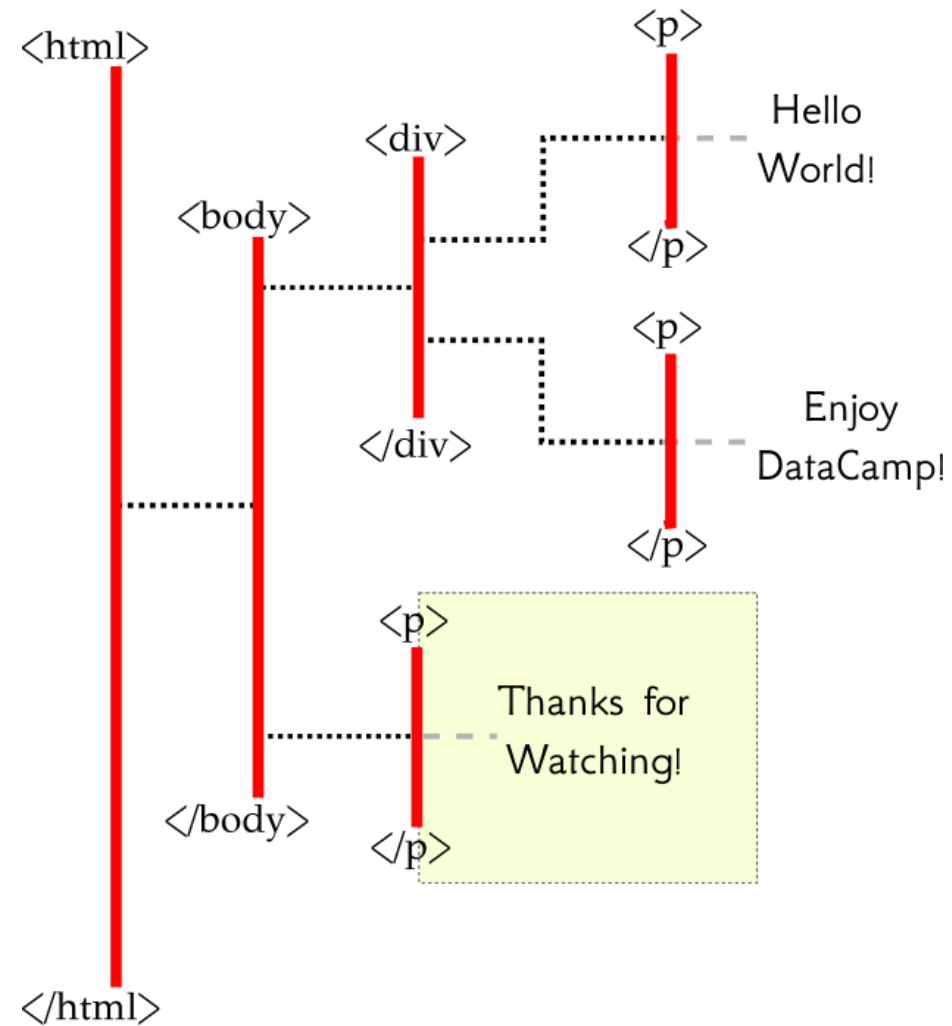 <html>
<body>
<div>
<p>
Hello
World!
</p>
<p>
Enjoy
DataCamp!
</p>
</div>
<p>
Thanks for
Watching!
</p>
</body>
</html>